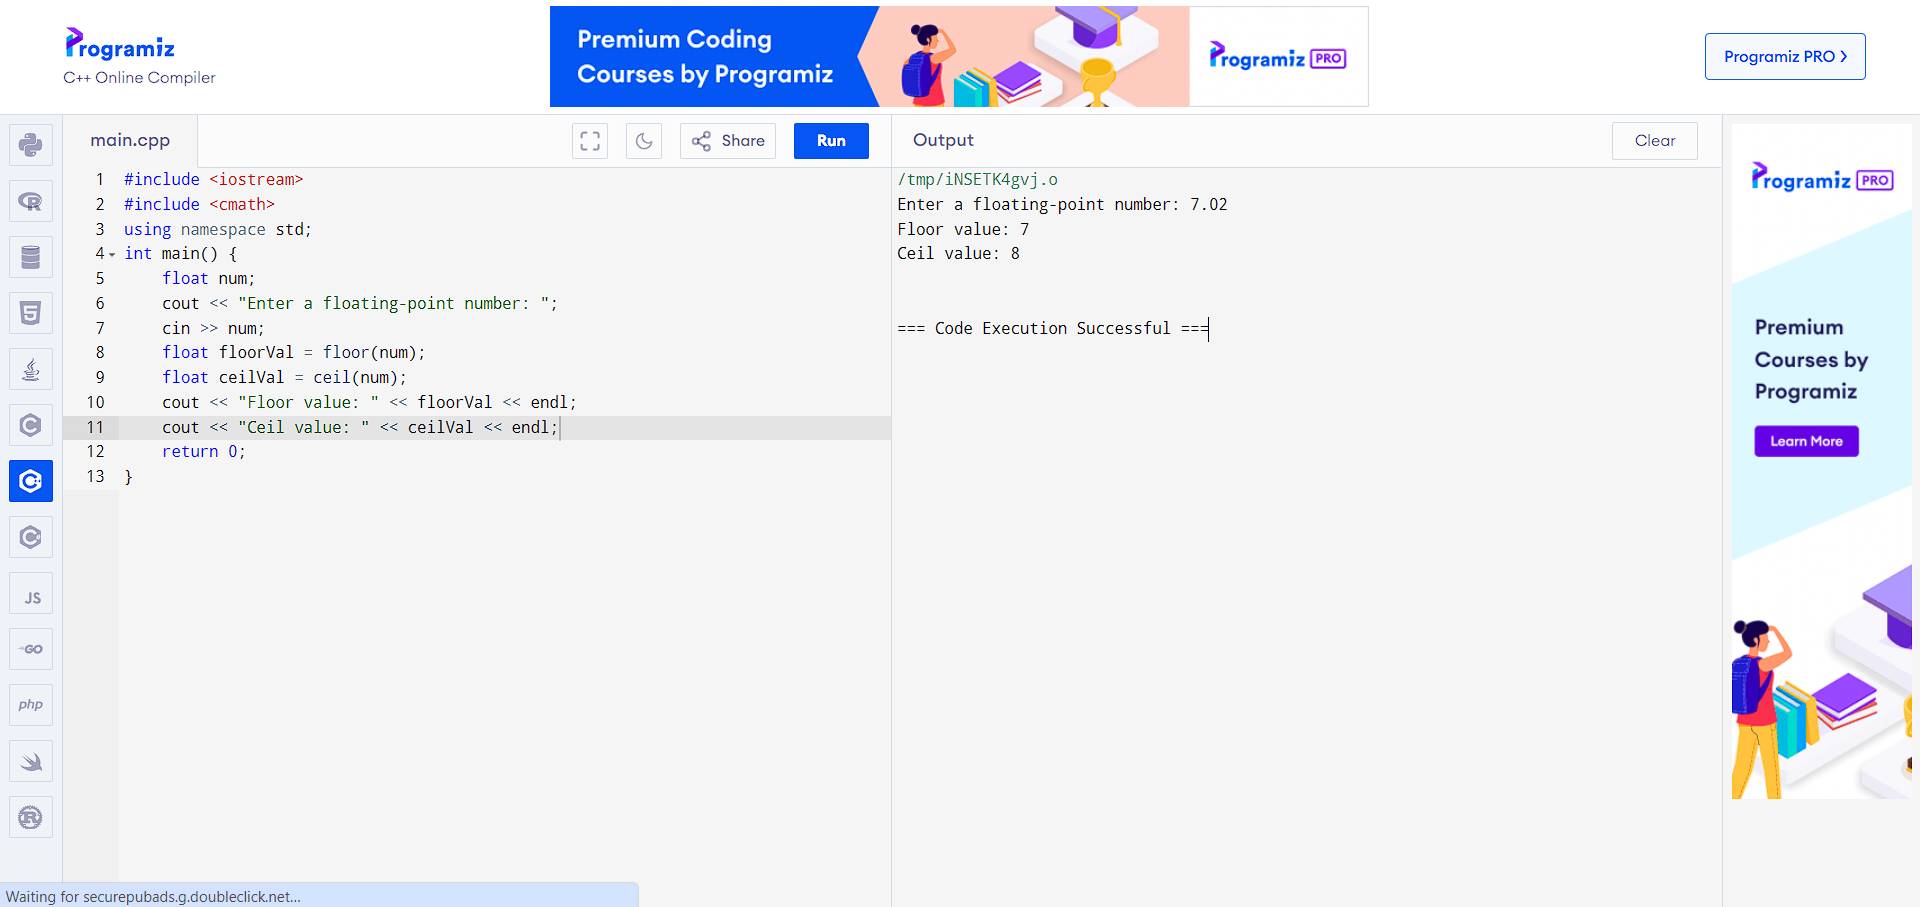 Programiz
C++ Online Compiler
Premium Coding
Courses by Programiz
Programiz PRO
Programiz PRO
main.cpp
Share
Run
Output
Clear
1 #include <iostream>
2 #include <cmath>
3 using namespace std;
4 int main() {
5 float num;
6 cout << "Enter a floating-point number: ";
7 cin >> num;
8 float floorVal = floor(num);
9 float ceilVal = ceil(num);
10 cout << "Floor value: " << floorVal << endl;
11 cout << "Ceil value: " << ceilVal << endl;
12 return 0;
13 }
/tmp/iNSETK4gvj.o
Enter a floating-point number: 7.02
Floor value: 7
Ceil value: 8
=== Code Execution Successful ===
Programiz PRO
Premium
Courses by
Programiz
Learn More
JS
GO
php
Waiting for securepubads.g.doubleclick.net...